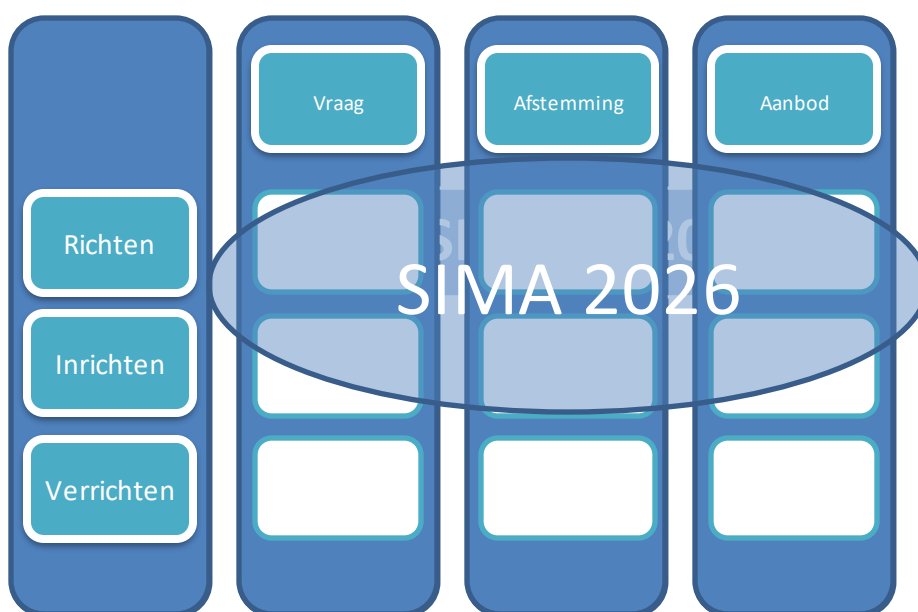 Vraag
Afstemming
Aanbod
Richten
SIMA 2026
Inrichten
Verrichten